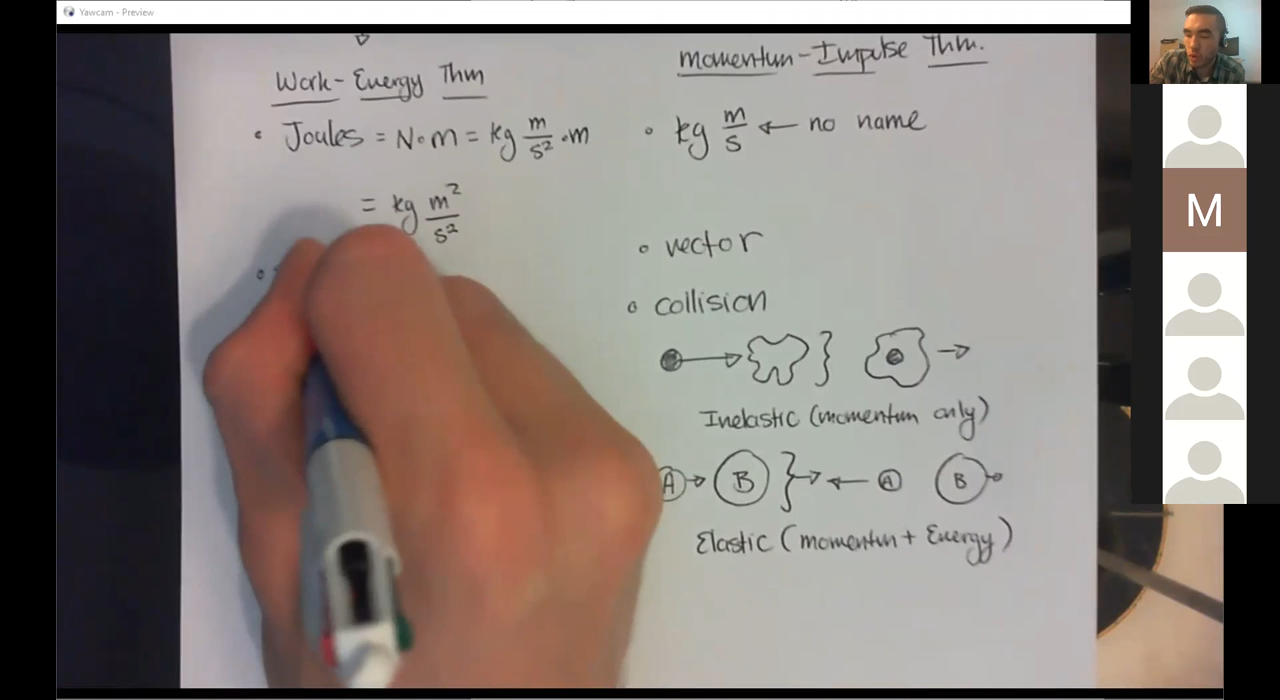 Yawcam - Preview
Work-Energy Thm
Joules = N·m = kg m/s² · m
= kg m²/s²
Momentum-Impulse Thm.
kg m/s ← no name
vector
collision
Inelastic (momentum only)
A B } A B
Elastic (momentum + Energy)
M